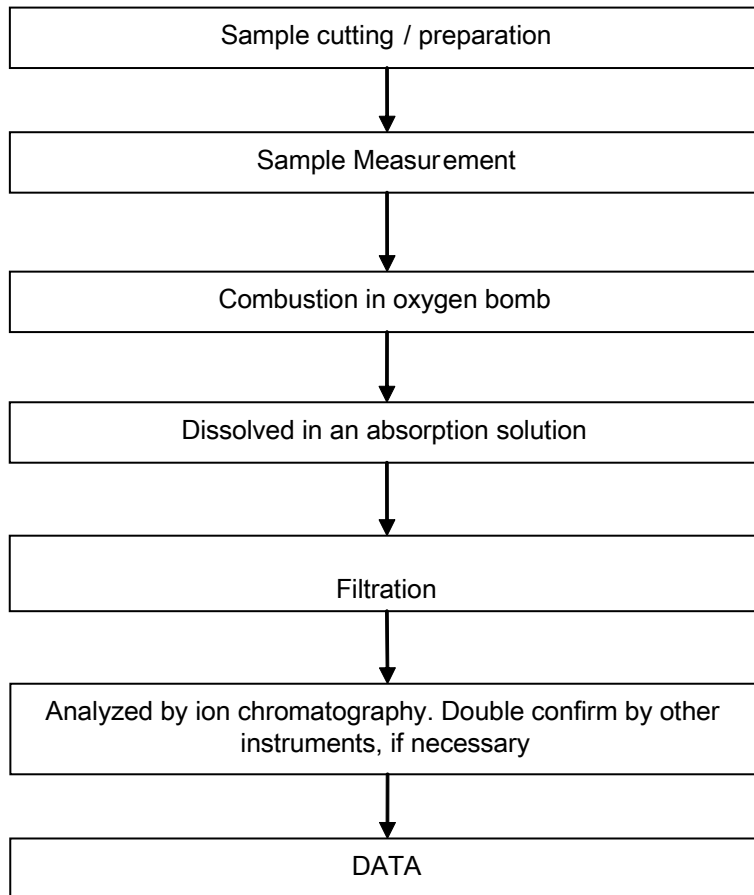 Sample cutting / preparation
Sample Measurement
Combustion in oxygen bomb
Dissolved in an absorption solution
Filtration
Analyzed by ion chromatography. Double confirm by other
instruments, if necessary
DATA